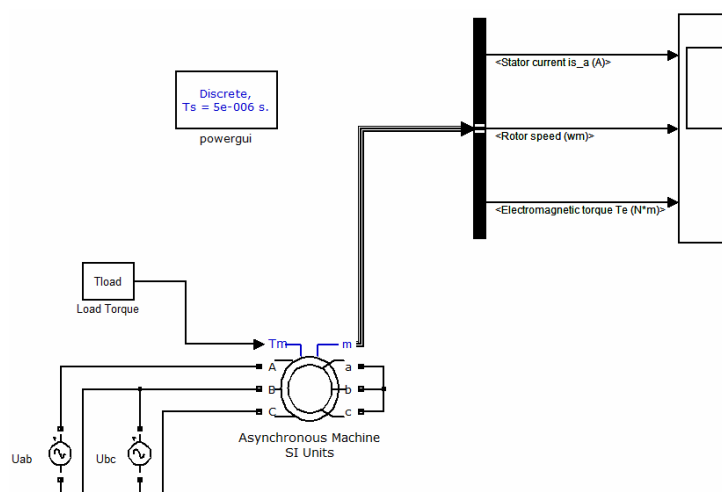 <Stator current is_a (A)>
Discrete,
Ts = 5e-006 s.
powergui
<Rotor speed (wm)>
<Electromagnetic torque Te (N*m)>
Tload
Load Torque
Tm
m
A
a
B
b
C
c
Asynchronous Machine
SI Units
Uab
Ubc